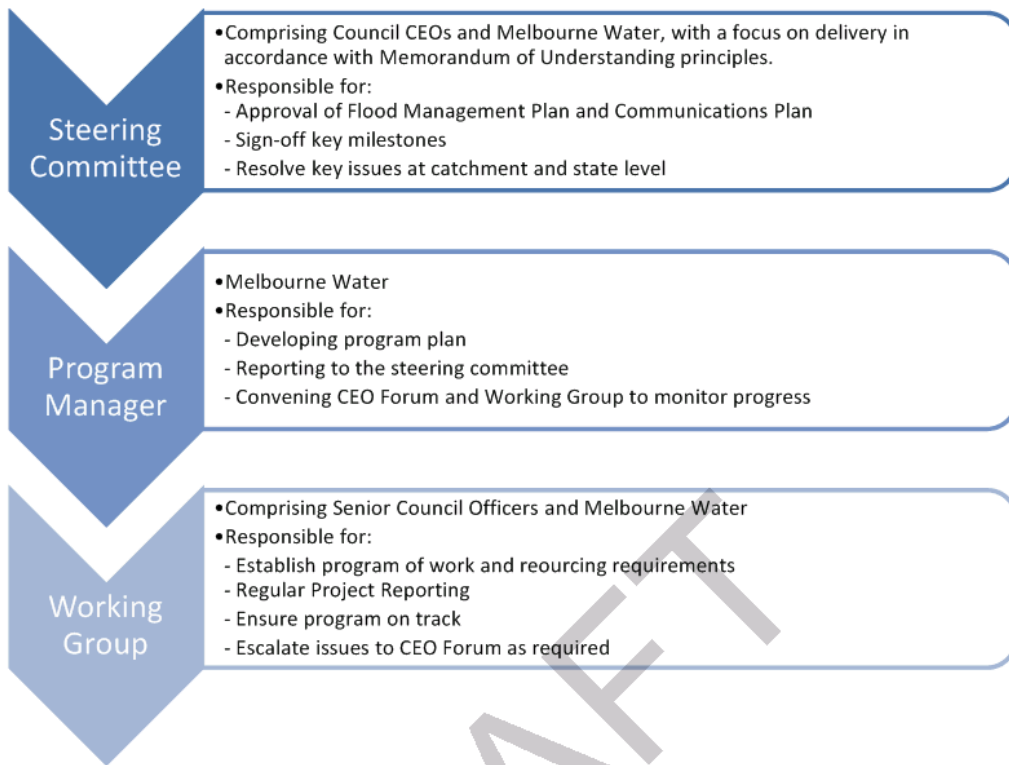 Steering
Committee
•Comprising Council CEOs and Melbourne Water, with a focus on delivery in
accordance with Memorandum of Understanding principles.
•Responsible for:
- Approval of Flood Management Plan and Communications Plan
- Sign-off key milestones
- Resolve key issues at catchment and state level
Program
Manager
•Melbourne Water
•Responsible for:
- Developing program plan
- Reporting to the steering committee
- Convening CEO Forum and Working Group to monitor progress
Working
Group
•Comprising Senior Council Officers and Melbourne Water
•Responsible for:
- Establish program of work and reourcing requirements
- Regular Project Reporting
- Ensure program on track
- Escalate issues to CEO Forum as required
AFT